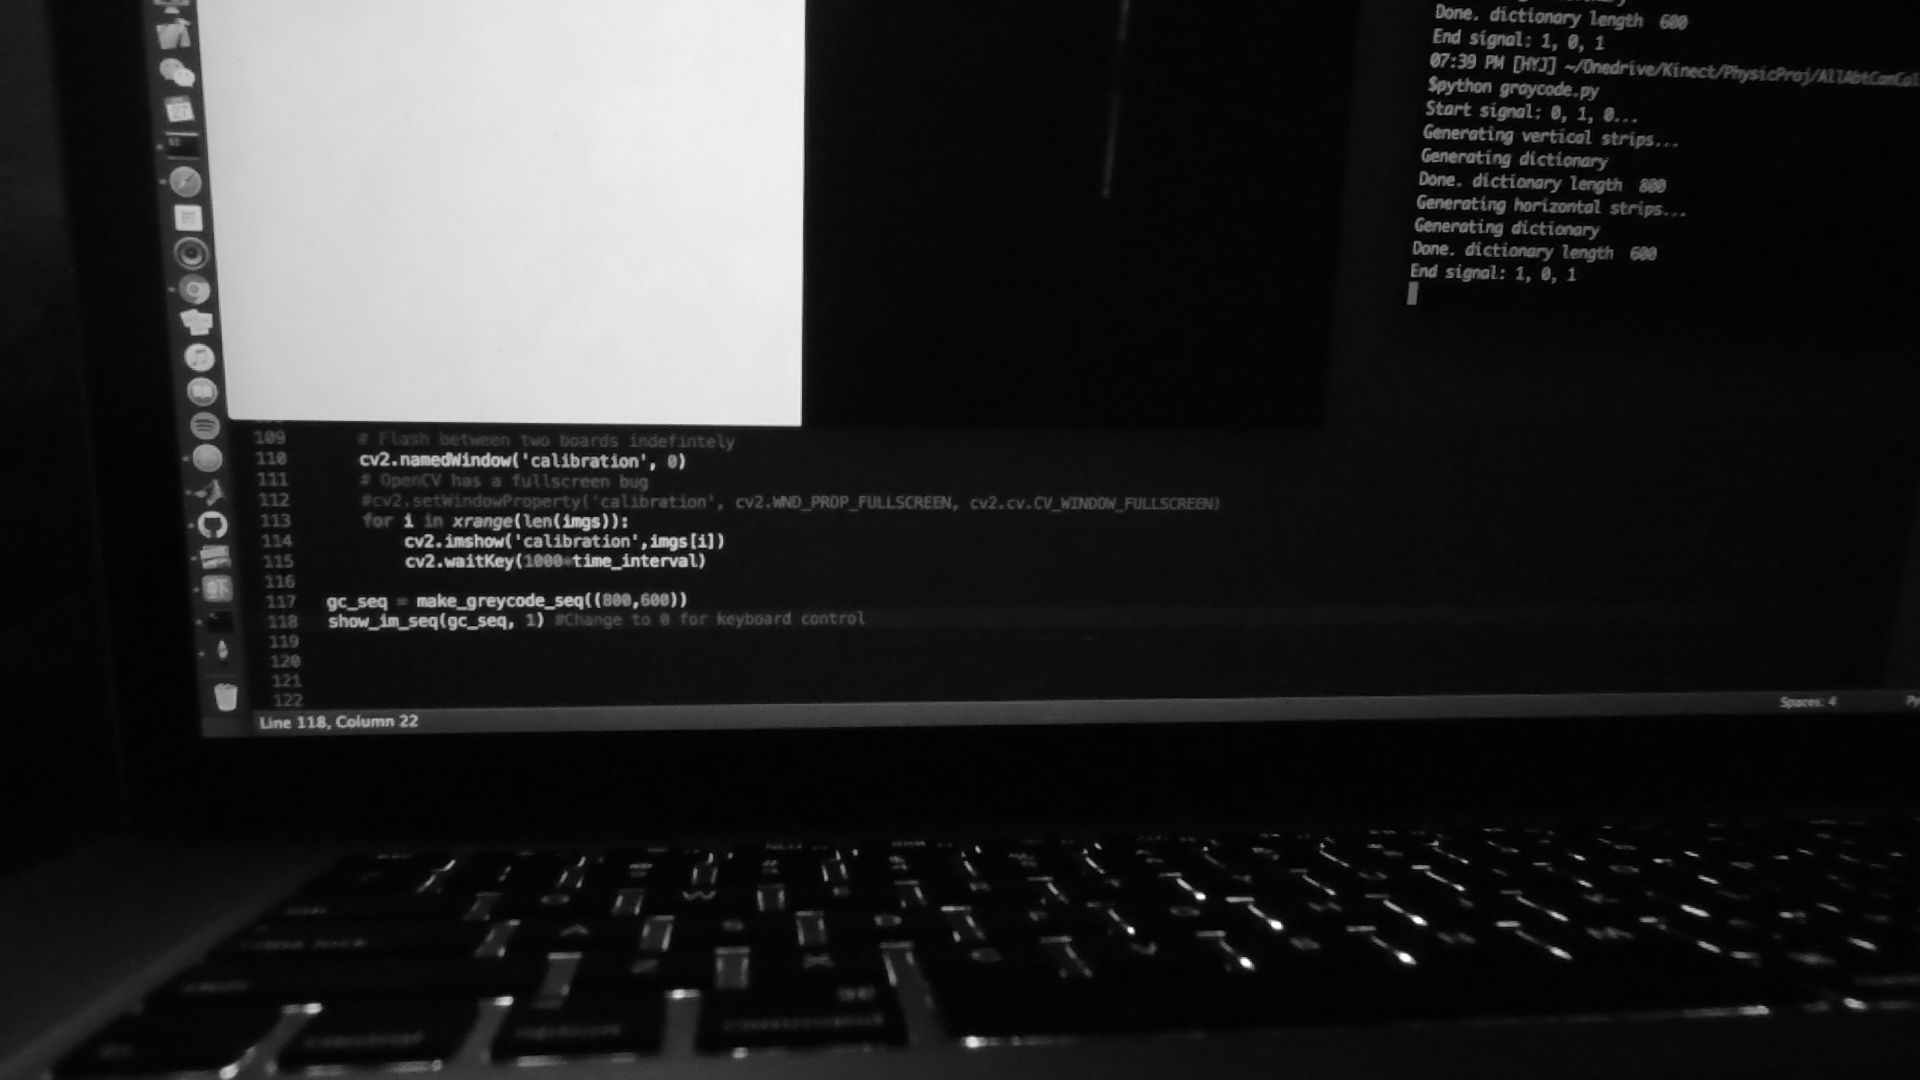 Done. dictionary length 600
End signal: 1, 0, 1
07:39 PM [HYJ] ~/Onedrive/Kinect/PhysicProj/AllAbtCamCal
$python graycode.py
Start signal: 0, 1, 0...
Generating vertical strips...
Generating dictionary
Done. dictionary length 800
Generating horizontal strips...
Generating dictionary
Done. dictionary length 600
End signal: 1, 0, 1
109 # Flash between two boards indefintely
110 cv2.namedWindow('calibration', 0)
111 # OpenCV has a fullscreen bug
112 #cv2.setWindowProperty('calibration', cv2.WND_PROP_FULLSCREEN, cv2.cv.CV_WINDOW_FULLSCREEN)
113 for i in xrange(len(imgs)):
114 cv2.imshow('calibration',imgs[i])
115 cv2.waitKey(1000*time_interval)
116
117 gc_seq = make_greycode_seq((800,600))
118 show_im_seq(gc_seq, 1) #Change to 0 for keyboard control
119
120
121
122
Line 118, Column 22
Spaces: 4
W
A S D
Z X C V